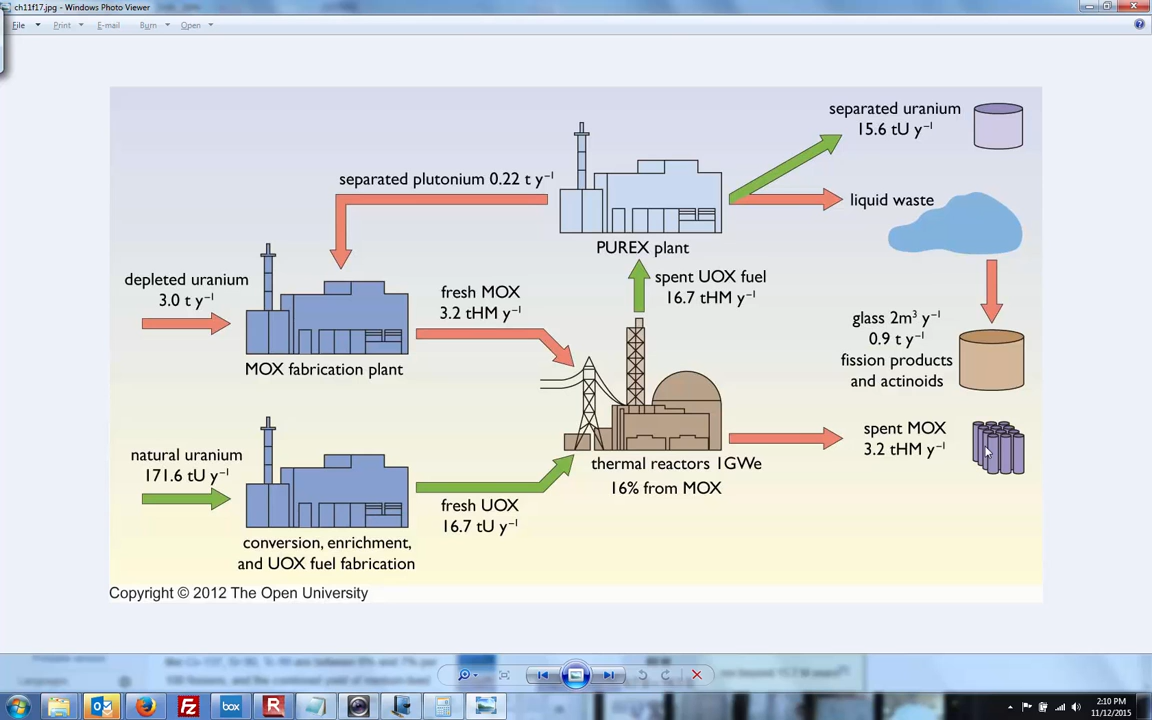 ch11f17.jpg - Windows Photo Viewer
File Print E-mail Burn Open
separated uranium
15.6 tU y⁻¹
separated plutonium 0.22 t y⁻¹
liquid waste
PUREX plant
depleted uranium
3.0 t y⁻¹
fresh MOX
3.2 tHM y⁻¹
spent UOX fuel
16.7 tHM y⁻¹
glass 2m³ y⁻¹
0.9 t y⁻¹
fission products
and actinoids
MOX fabrication plant
natural uranium
171.6 tU y⁻¹
spent MOX
3.2 tHM y⁻¹
thermal reactors 1GWe
16% from MOX
fresh UOX
16.7 tU y⁻¹
conversion, enrichment,
and UOX fuel fabrication
Copyright © 2012 The Open University
box
2:10 PM
11/12/2015